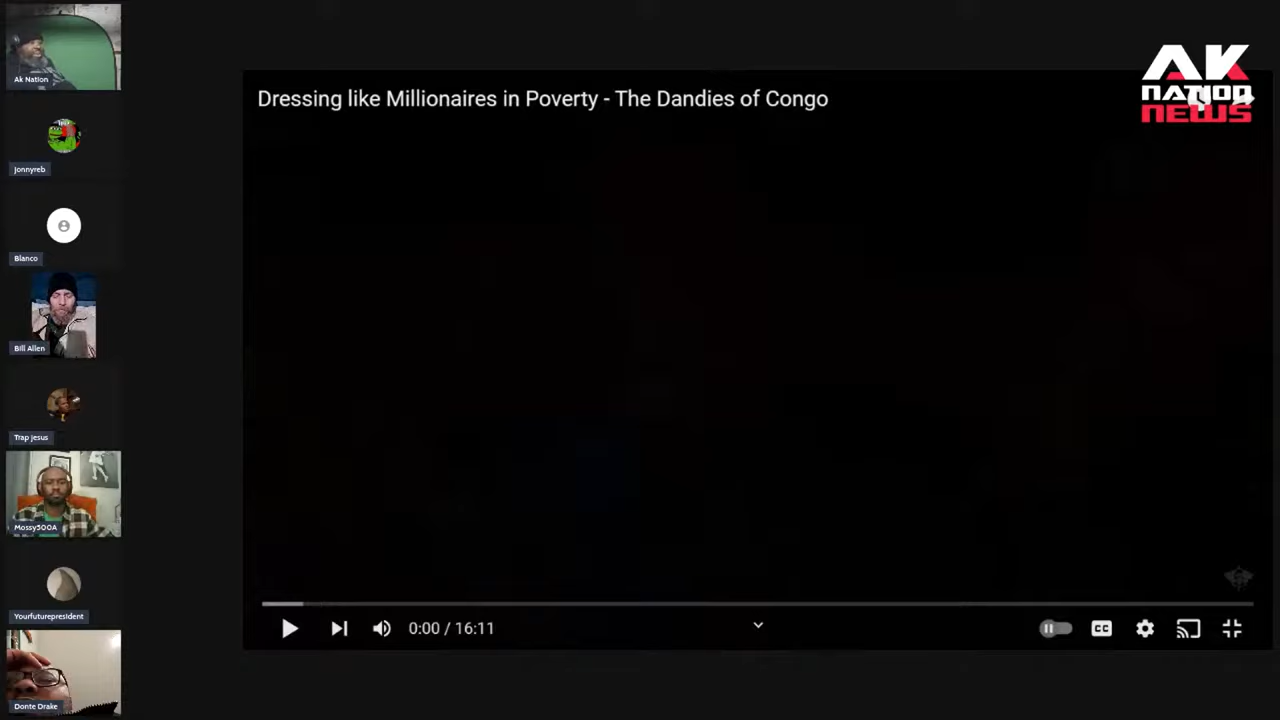 Ak Nation
Jonnyreb
Blanco
Bill Allen
Trap jesus
Mossy500A
Yourfuturepresident
Donte Drake
Dressing like Millionaires in Poverty - The Dandies of Congo
AK
NATION
NEWS
0:00 / 16:11
CC